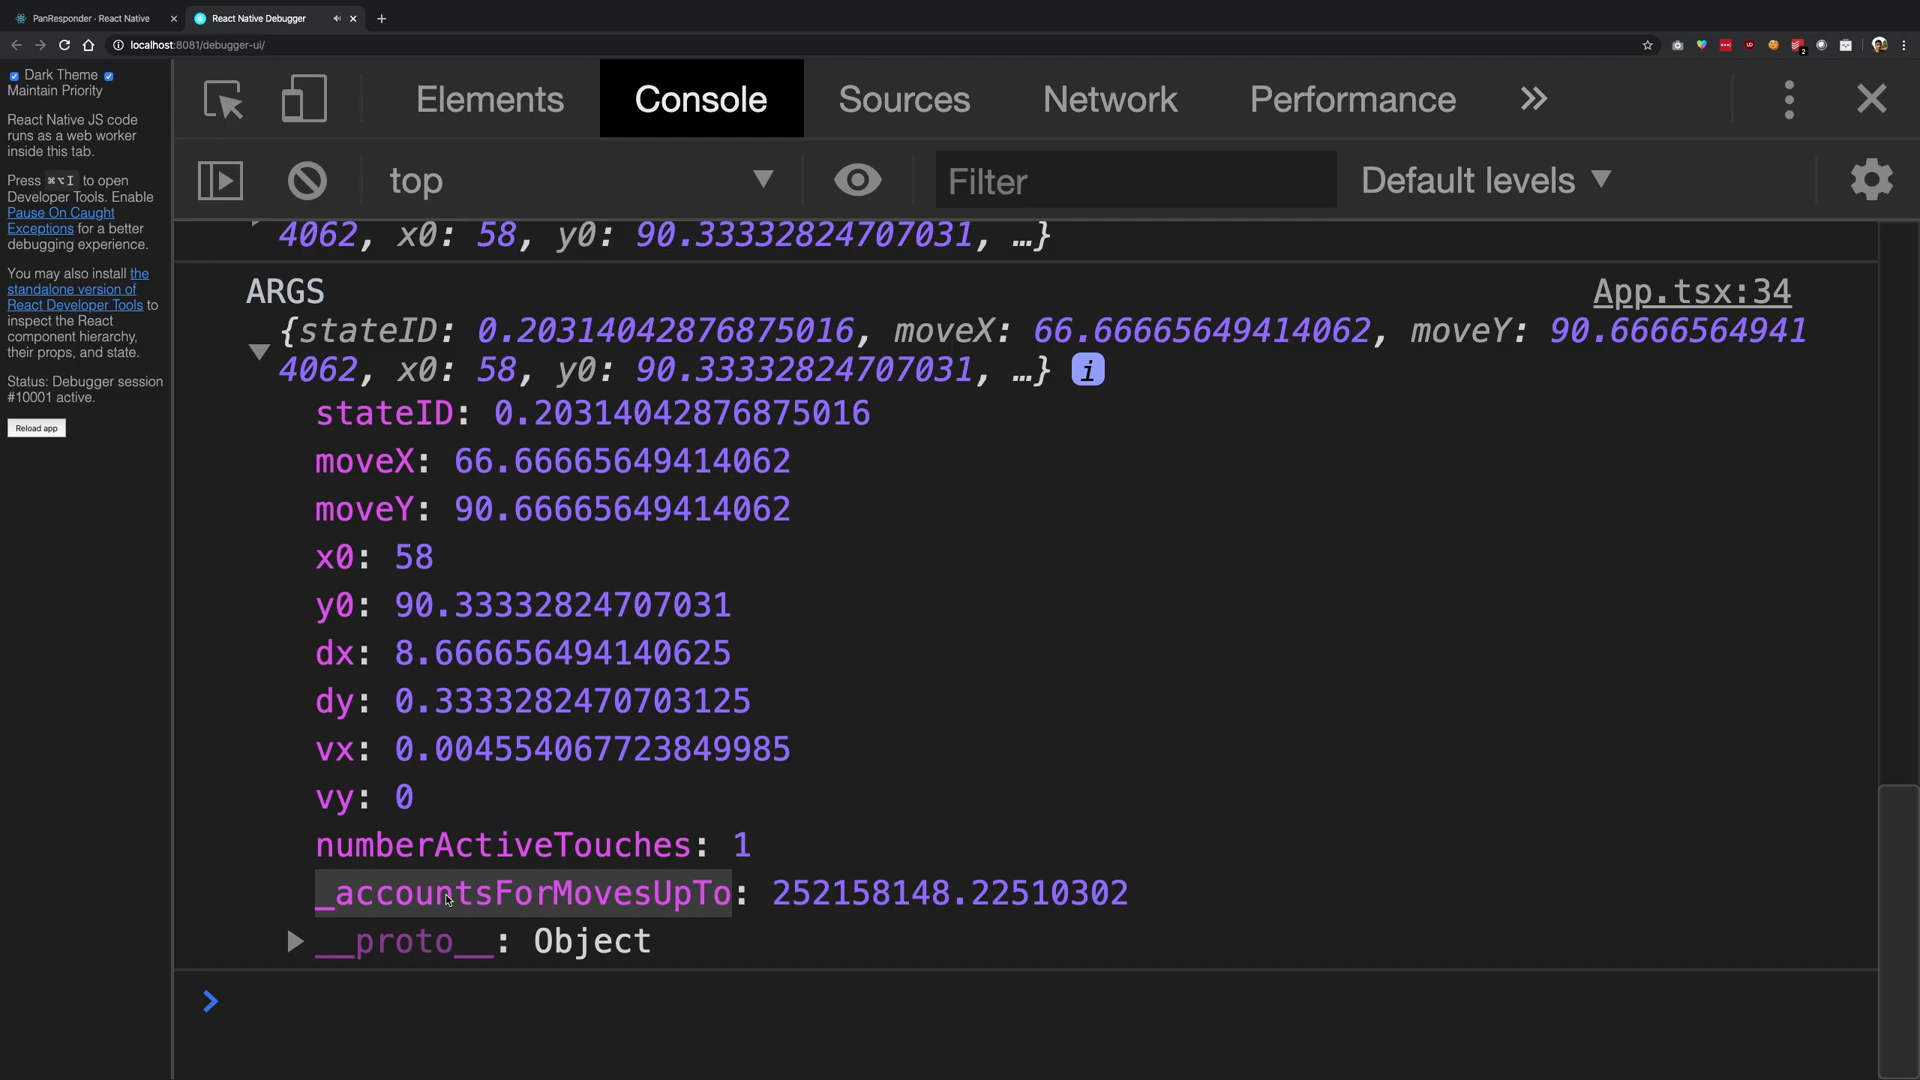 PanResponder · React Native
React Native Debugger
localhost:8081/debugger-ui/
2
Dark Theme
Maintain Priority
React Native JS code
runs as a web worker
inside this tab.
Press ⌘⌥I to open
Developer Tools. Enable
Pause On Caught
Exceptions for a better
debugging experience.
You may also install the
standalone version of
React Developer Tools to
inspect the React
component hierarchy,
their props, and state.
Status: Debugger session
#10001 active.
Reload app
Elements Console Sources Network Performance »
top Filter Default levels
4062, x0: 58, y0: 90.33332824707031, …}
ARGS App.tsx:34
{stateID: 0.20314042876875016, moveX: 66.66665649414062, moveY: 90.6666564941
4062, x0: 58, y0: 90.33332824707031, …} i
stateID: 0.20314042876875016
moveX: 66.66665649414062
moveY: 90.66665649414062
x0: 58
y0: 90.33332824707031
dx: 8.666656494140625
dy: 0.3333282470703125
vx: 0.004554067723849985
vy: 0
numberActiveTouches: 1
_accountsForMovesUpTo: 252158148.22510302
__proto__: Object